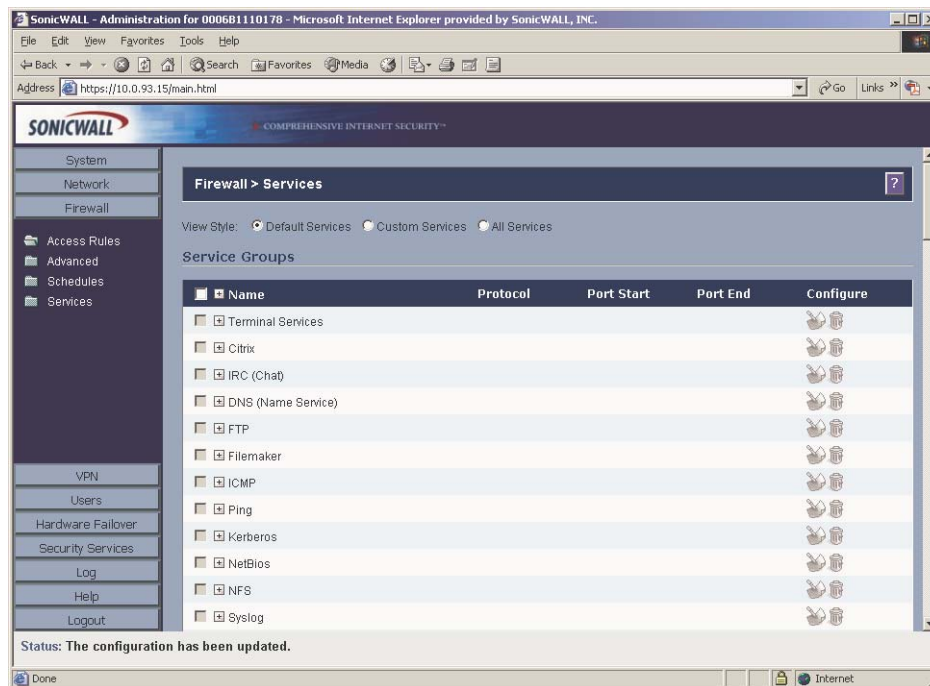 SonicWALL - Administration for 0006B1110178 - Microsoft Internet Explorer provided by SonicWALL, INC.
File Edit View Favorites Tools Help
Back Search Favorites Media
Address https://10.0.93.15/main.html Go Links »
SONICWALL COMPREHENSIVE INTERNET SECURITY™
System
Network
Firewall
Access Rules
Advanced
Schedules
Services
VPN
Users
Hardware Failover
Security Services
Log
Help
Logout
Firewall > Services ?
View Style: Default Services Custom Services All Services
Service Groups
Name Protocol Port Start Port End Configure
Terminal Services
Citrix
IRC (Chat)
DNS (Name Service)
FTP
Filemaker
ICMP
Ping
Kerberos
NetBios
NFS
Syslog
Status: The configuration has been updated.
Done Internet